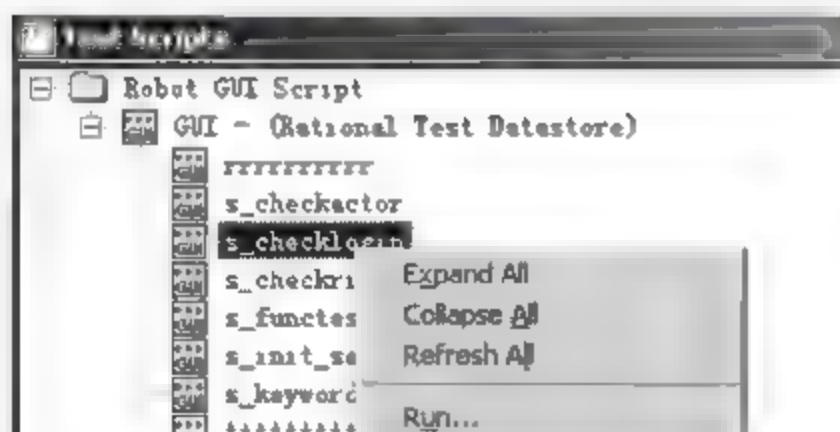 Test Scripts
Robot GUI Script
GUI - (Rational Test Datastore)
rrrrrrrrrr
s_checkactor
s_checklogin
s_checkri
s_functes
s_init_se
s_keyword
Expand All
Collapse All
Refresh All
Run...